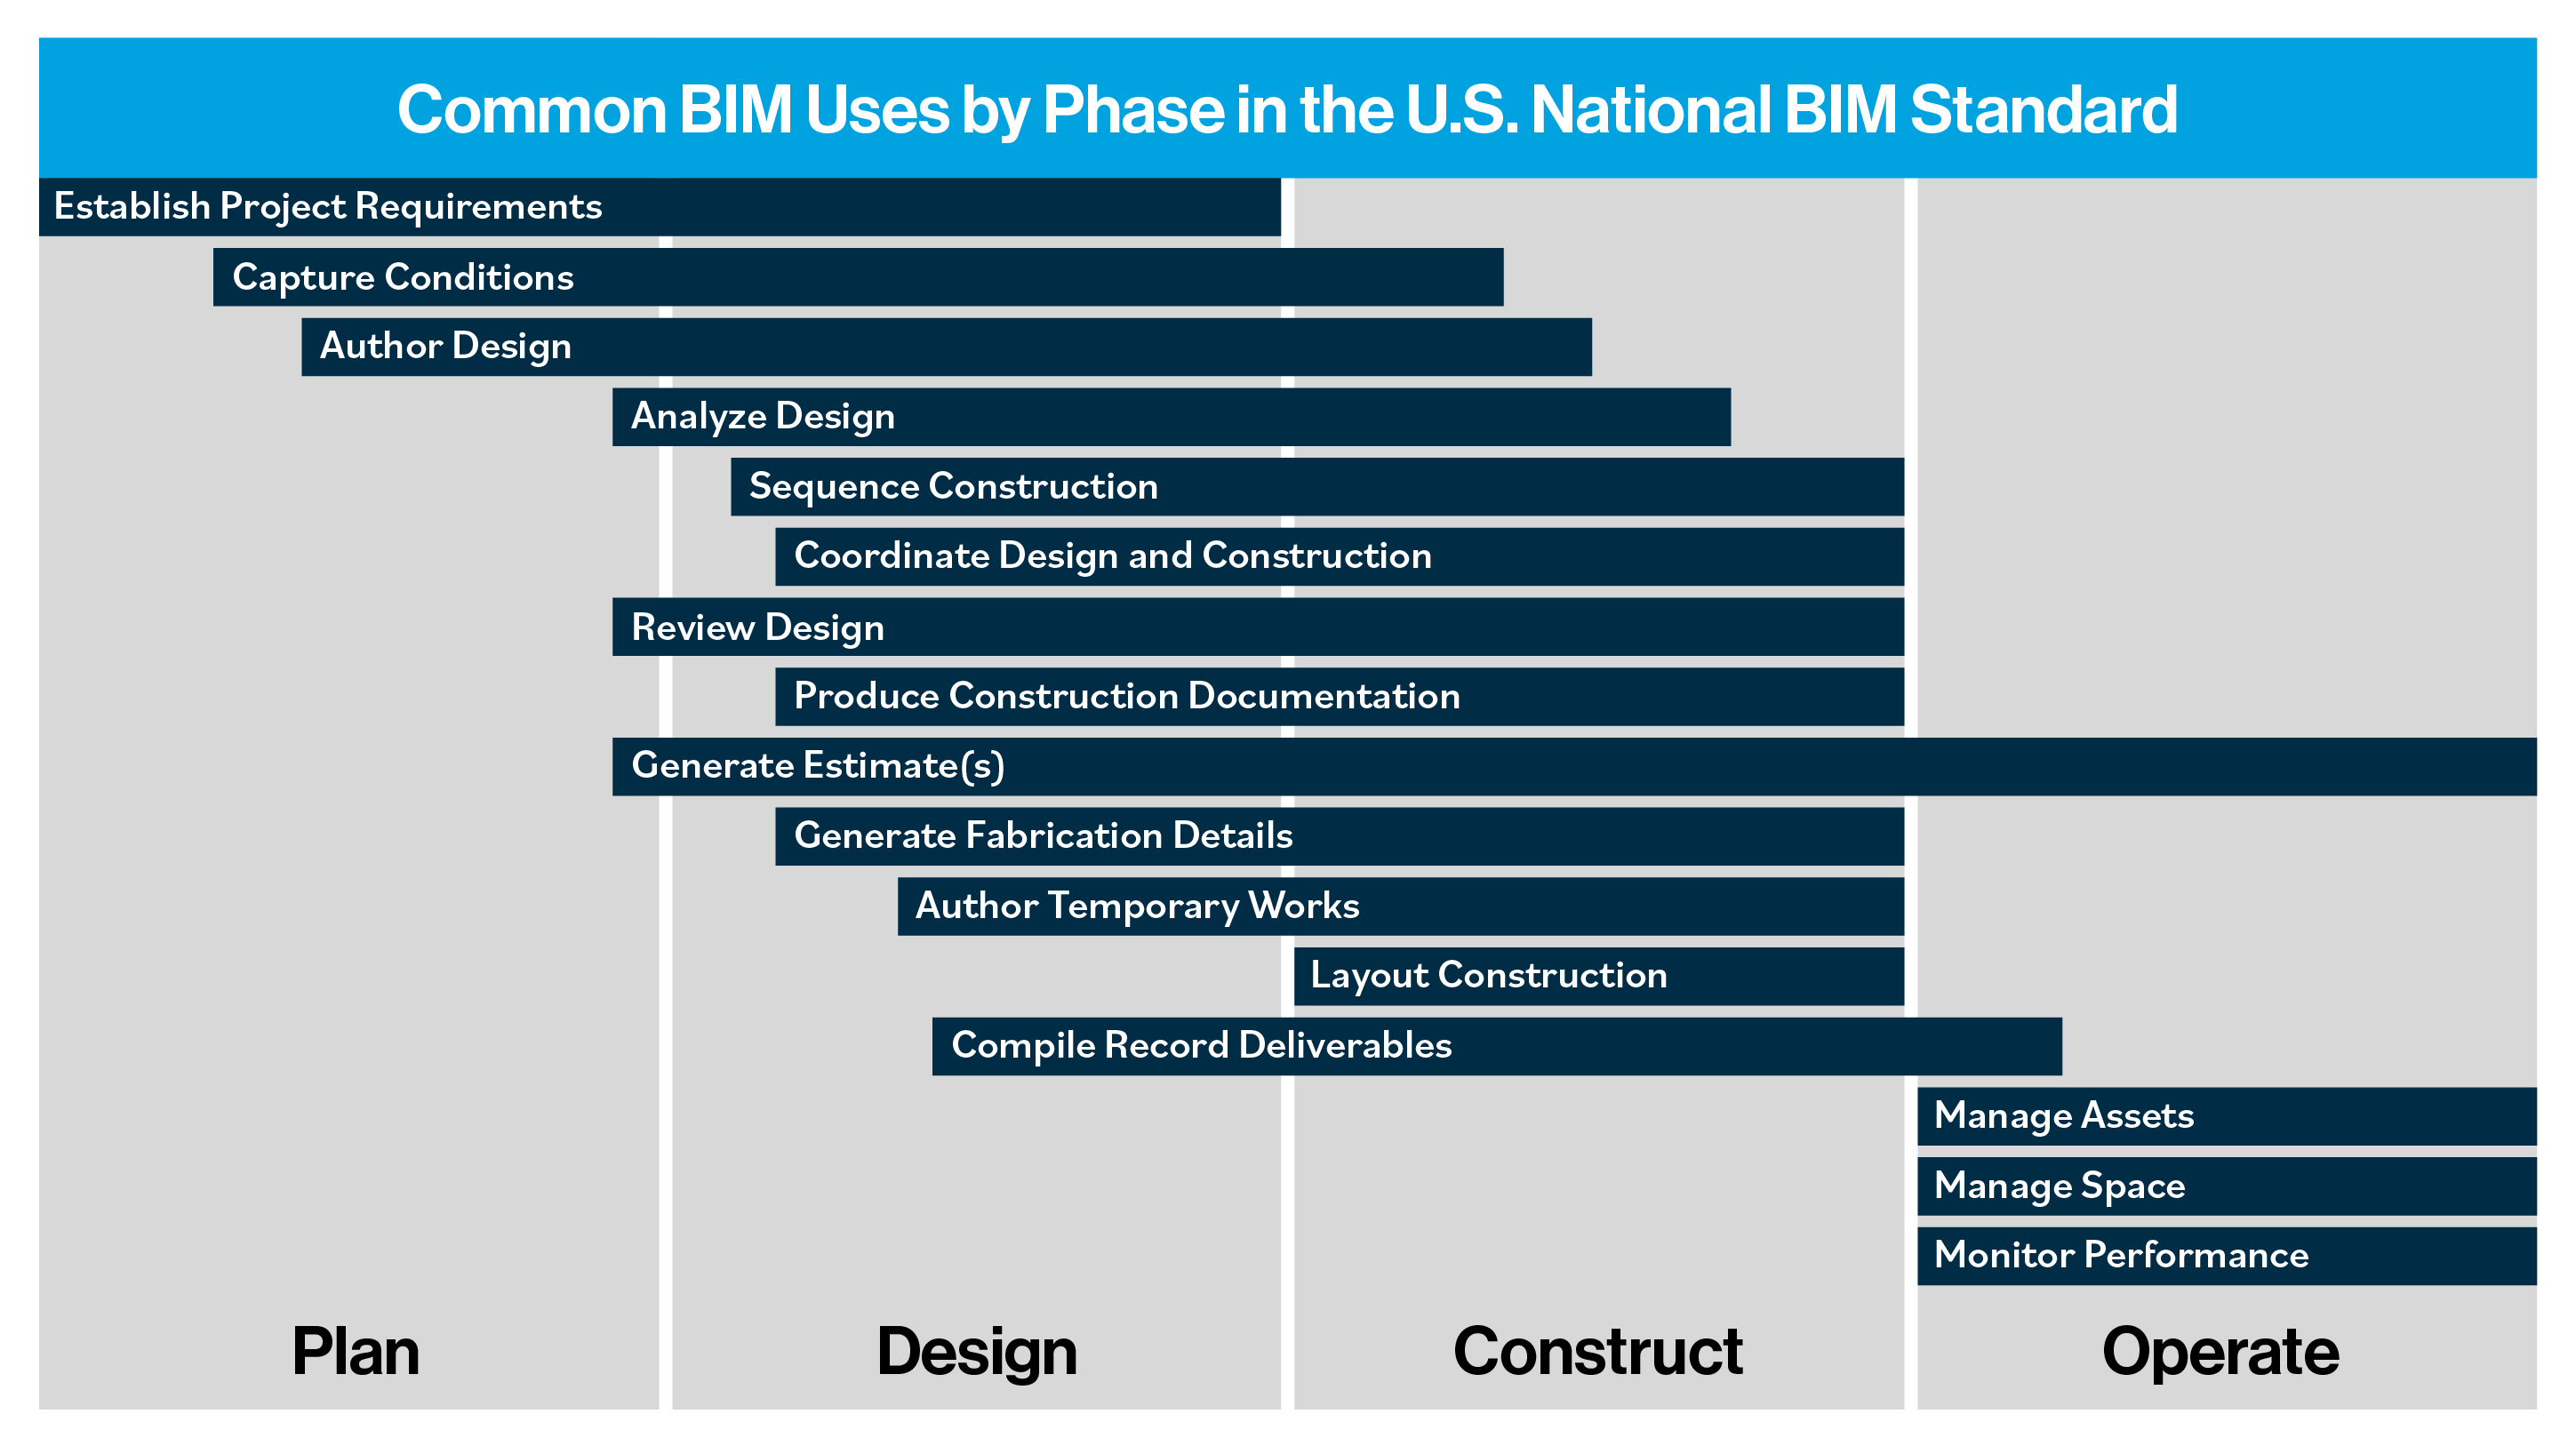 Common BIM Uses by Phase in the U.S. National BIM Standard
Establish Project Requirements
Capture Conditions
Author Design
Analyze Design
Sequence Construction
Coordinate Design and Construction
Review Design
Produce Construction Documentation
Generate Estimate(s)
Generate Fabrication Details
Author Temporary Works
Layout Construction
Compile Record Deliverables
Manage Assets
Manage Space
Monitor Performance
Plan Design Construct Operate